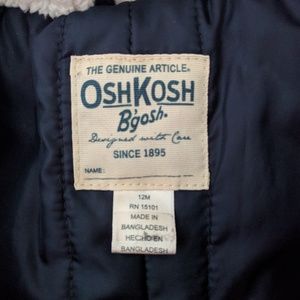 THE GENUINE ARTICLE®
OSHKOSH
B'gosh®
Designed with Care
SINCE 1895
NAME:
12M
RN 15101
MADE IN
BANGLADESH
HECHO EN
BANGLADESH